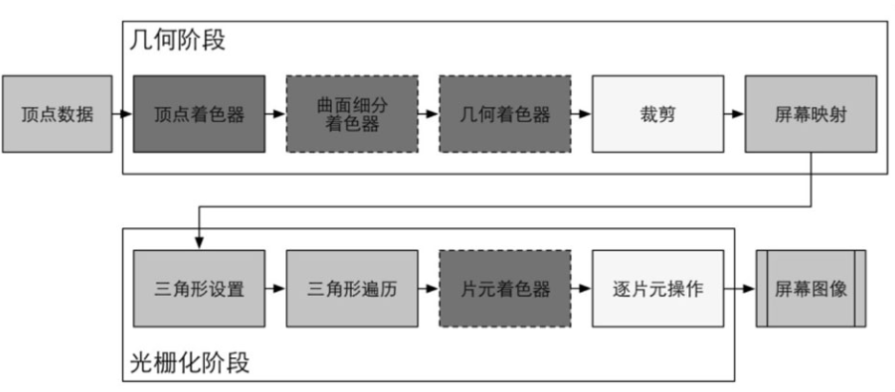 几何阶段
顶点数据
顶点着色器
曲面细分
着色器
几何着色器
裁剪
屏幕映射
三角形设置
三角形遍历
片元着色器
逐片元操作
屏幕图像
光栅化阶段